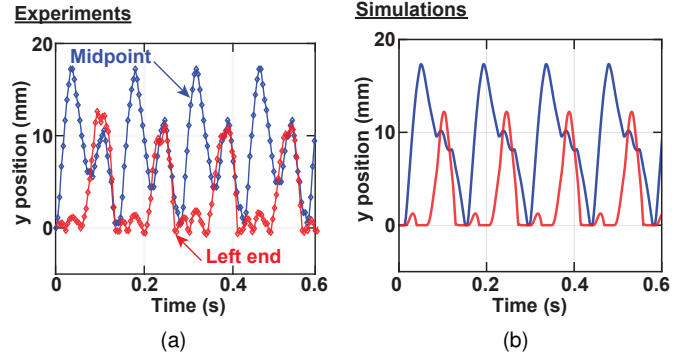 Experiments
Simulations
20
10
0
y position (mm)
Midpoint
Left end
0
0.2
0.4
0.6
Time (s)
(a)
20
10
0
y position (mm)
0
0.2
0.4
0.6
Time (s)
(b)